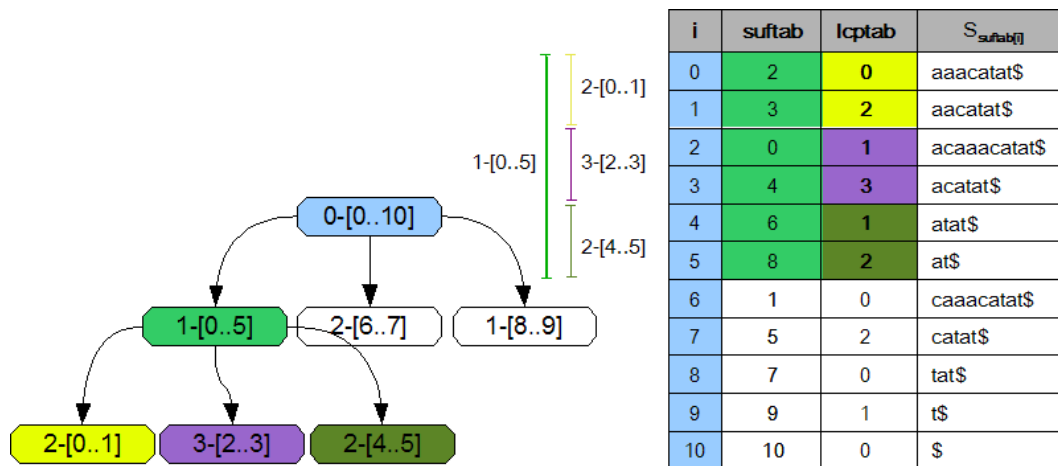 2-[0..1]
1-[0..5]
3-[2..3]
2-[4..5]
0-[0..10]
1-[0..5] 2-[6..7] 1-[8..9]
2-[0..1] 3-[2..3] 2-[4..5]
i suftab lcptab S_suftab[i]
0 2 0 aaacatat$
1 3 2 aacatat$
2 0 1 acaaacatat$
3 4 3 acatat$
4 6 1 atat$
5 8 2 at$
6 1 0 caaacatat$
7 5 2 catat$
8 7 0 tat$
9 9 1 t$
10 10 0 $